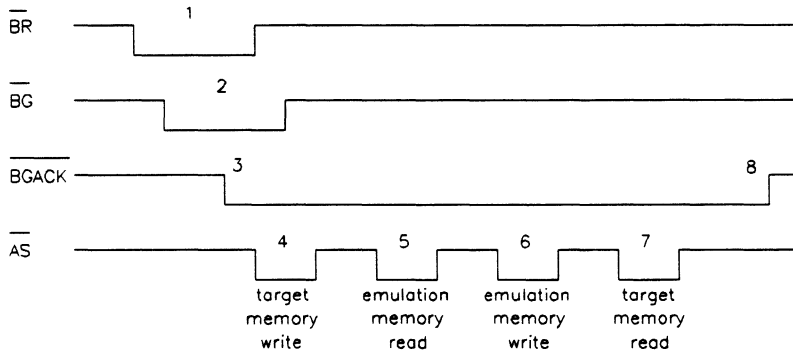 BR
1
BG
2
BGACK
3
8
AS
4
5
6
7
target emulation emulation target
memory memory memory memory
write read write read